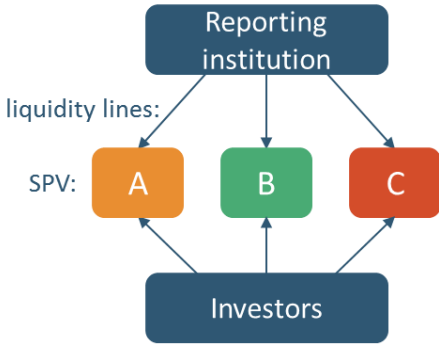 Reporting
institution
liquidity lines:
SPV:
A
B
C
Investors